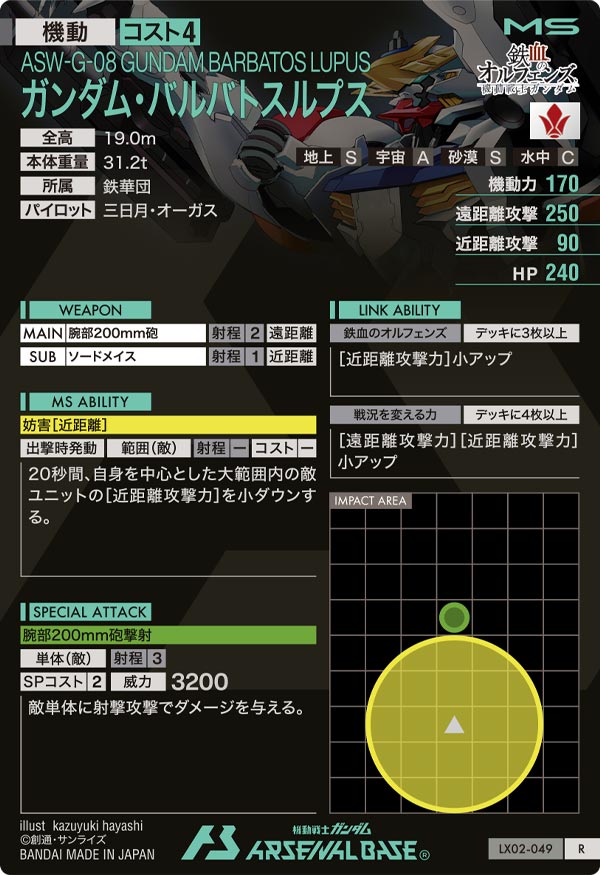 機動 コスト4
MS
ASW-G-08 GUNDAM BARBATOS LUPUS
ガンダム・バルバトスルプス
鉄血の
オルフェンズ
機動戦士ガンダム
全高 19.0m
本体重量 31.2t
所属 鉄華団
パイロット 三日月・オーガス
地上 S 宇宙 A 砂漠 S 水中 C
機動力 170
遠距離攻撃 250
近距離攻撃 90
HP 240
WEAPON
MAIN 腕部200mm砲 射程 2 遠距離
SUB ソードメイス 射程 1 近距離
MS ABILITY
妨害[近距離]
出撃時発動 範囲(敵) 射程 ー コスト ー
20秒間、自身を中心とした大範囲内の敵
ユニットの[近距離攻撃力]を小ダウンす
る。
SPECIAL ATTACK
腕部200mm砲撃射
単体(敵) 射程 3
SPコスト 2 威力 3200
敵単体に射撃攻撃でダメージを与える。
LINK ABILITY
鉄血のオルフェンズ デッキに3枚以上
[近距離攻撃力]小アップ
戦況を変える力 デッキに4枚以上
[遠距離攻撃力][近距離攻撃力]
小アップ
IMPACT AREA
illust kazuyuki hayashi
©創通・サンライズ
BANDAI MADE IN JAPAN
機動戦士ガンダム
AB ARSENAL BASE®
LX02-049 R